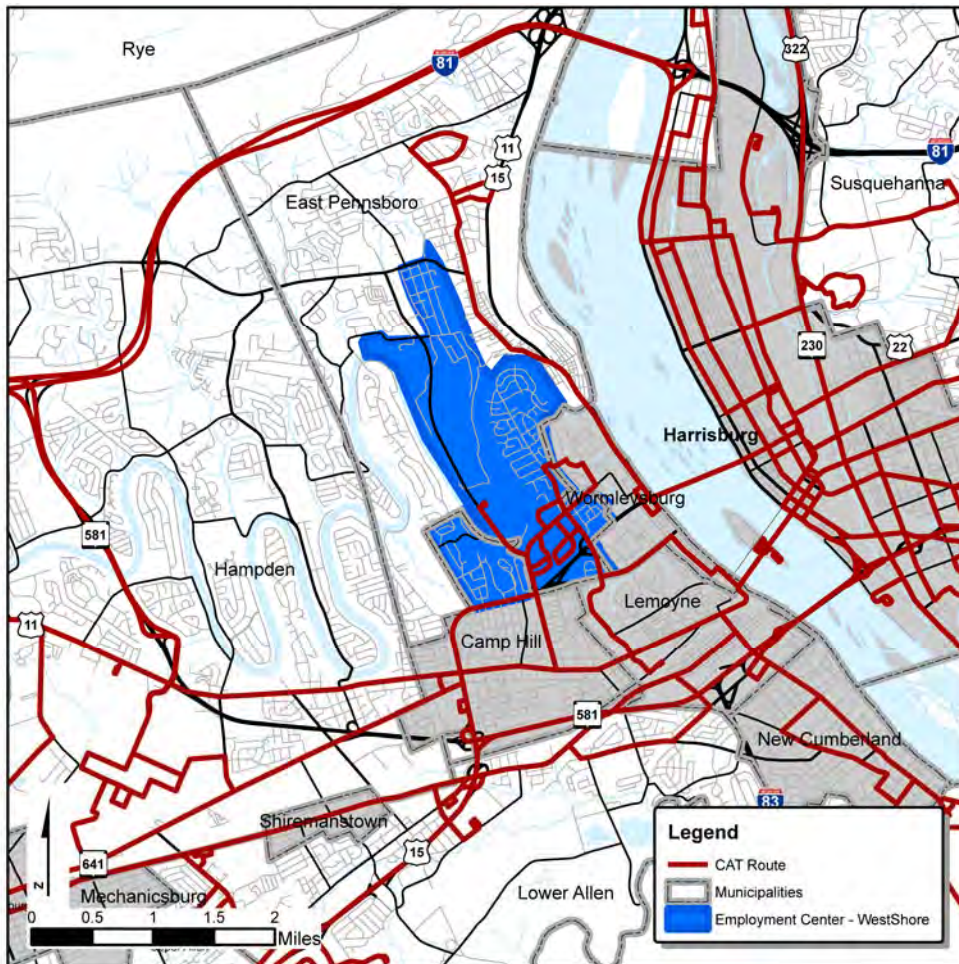 Rye
81
322
11
81
15
Susquehanna
East Pennsboro
230
22
Harrisburg
Wormleysburg
581
Hampden
Lemoyne
11
Camp Hill
581
New Cumberland
83
Shiremanstown
15
641
Mechanicsburg
Lower Allen
Z
0 0.5 1 1.5 2
Miles
Legend
CAT Route
Municipalities
Employment Center - WestShore